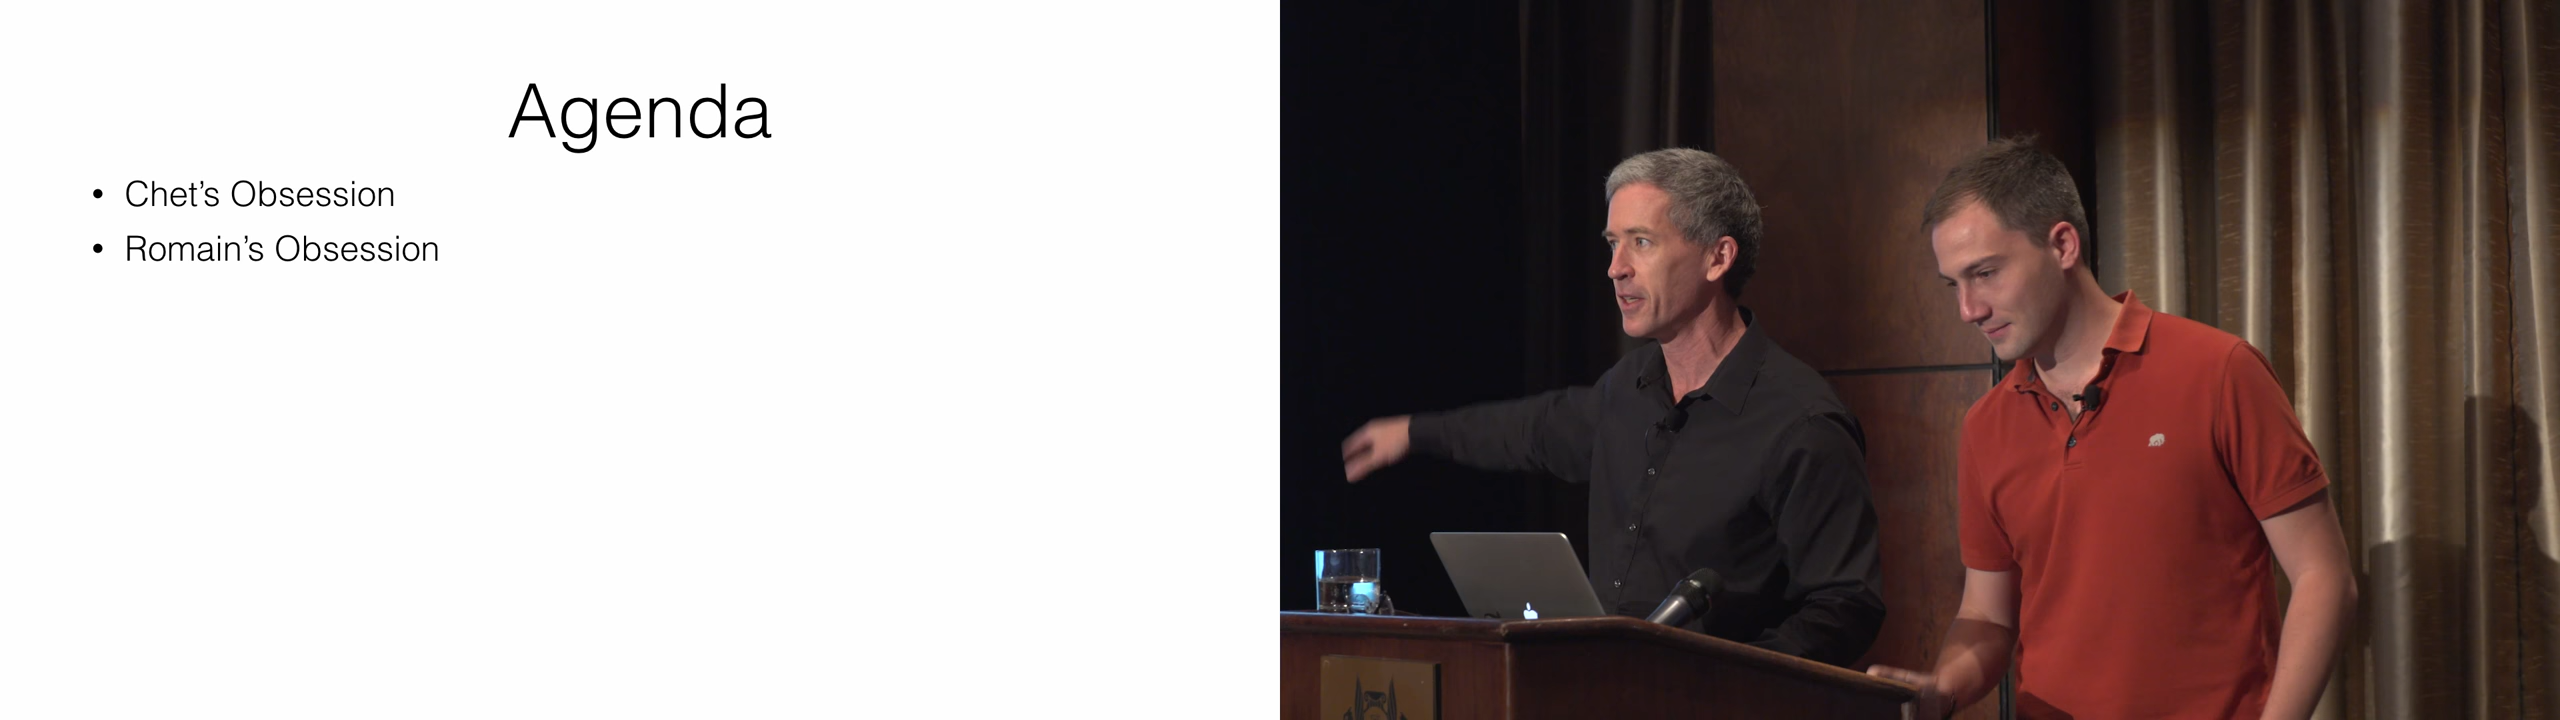 Agenda
• Chet’s Obsession
• Romain’s Obsession